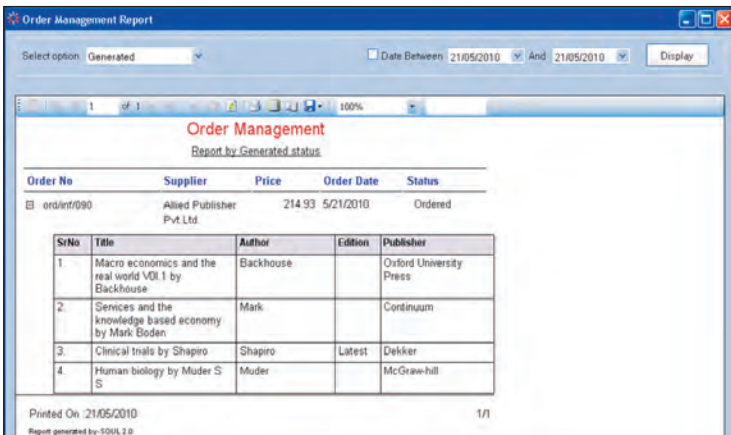 Order Management Report
Select option Generated Date Between 21/05/2010 And 21/05/2010 Display
1 of 1 100%
Order Management
Report by Generated status
Order No Supplier Price Order Date Status
ord/inf/090 Allied Publisher 214.93 5/21/2010 Ordered
Pvt.Ltd.
SrNo Title Author Edition Publisher
1. Macro economics and the Backhouse Oxford University
real world VOl.1 by Press
Backhouse
2. Services and the Mark Continuum
knowledge based economy
by Mark Boden
3. Clinical trials by Shapiro Shapiro Latest Dekker
4. Human biology by Muder S Muder McGraw-hill
S
Printed On :21/05/2010 1/1
Report generated by-SOUL 2.0